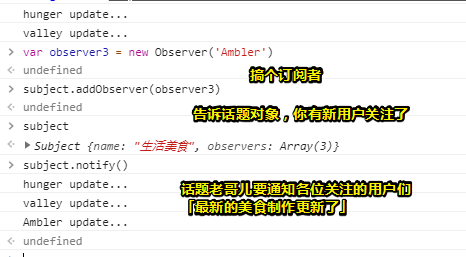 hunger update...
valley update...
> var observer3 = new Observer('Ambler')
undefined
搞个订阅者
> subject.addObserver(observer3)
undefined
告诉话题对象，你有新用户关注了
> subject
Subject {name: "生活美食", observers: Array(3)}
> subject.notify()
hunger update...
话题老哥儿要通知各位关注的用户们
valley update...
「最新的美食制作更新了」
Ambler update...
undefined